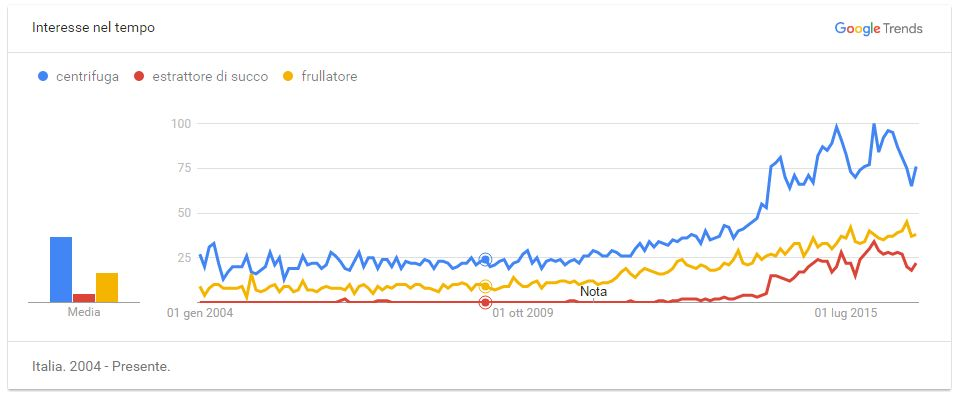 Interesse nel tempo
Google Trends
centrifuga estrattore di succo frullatore
100
75
50
25
Nota
Media
01 gen 2004 01 ott 2009 01 lug 2015
Italia. 2004 - Presente.